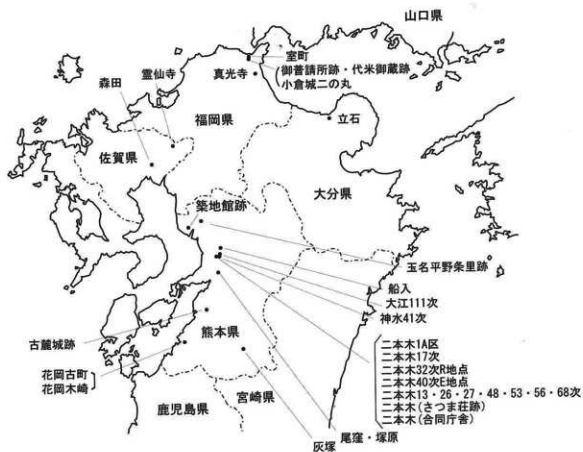 山口県
室町
御普請所跡・代米御蔵跡
小倉城二の丸
霊仙寺
真光寺
森田
福岡県
立石
佐賀県
大分県
築地館跡
玉名平野条里跡
船入
大江111次
神水41次
古麓城跡
熊本県
二本木1A区
二本木17次
二本木32次R地点
二本木40次E地点
二本木13・26・27・48・53・56・68次
二本木(さつま荘跡)
二本木(合同庁舎)
花岡古町
花岡木崎
宮崎県
鹿児島県
尾窪・塚原
灰塚